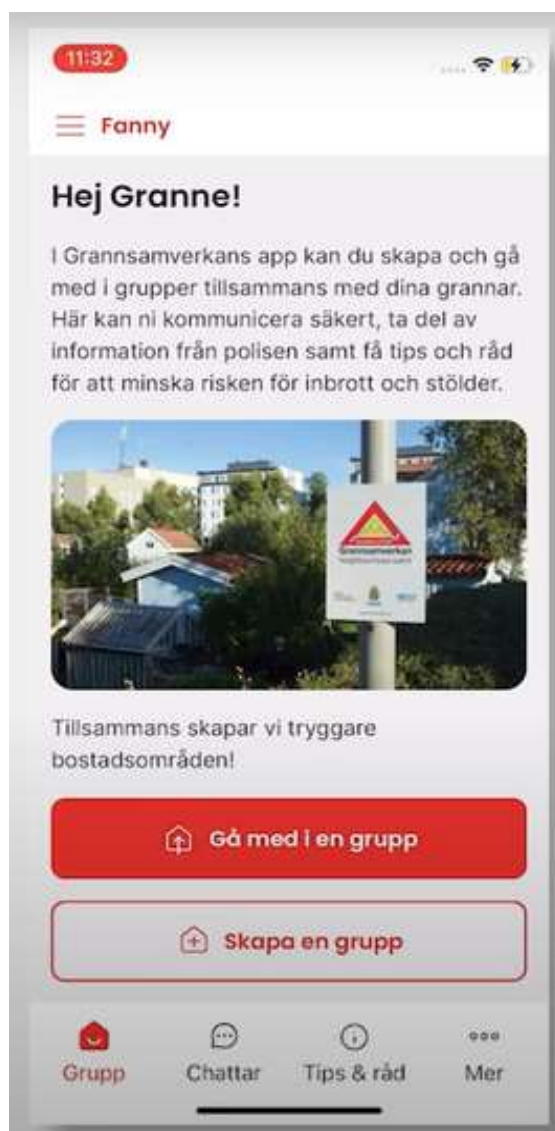 11:32
Fanny
Hej Granne!
I Grannsamverkans app kan du skapa och gå
med i grupper tillsammans med dina grannar.
Här kan ni kommunicera säkert, ta del av
information från polisen samt få tips och råd
för att minska risken för inbrott och stölder.
Grannsamverkan
Tillsammans skapar vi tryggare
bostadsområden!
Gå med i en grupp
Skapa en grupp
Grupp Chattar Tips & råd Mer